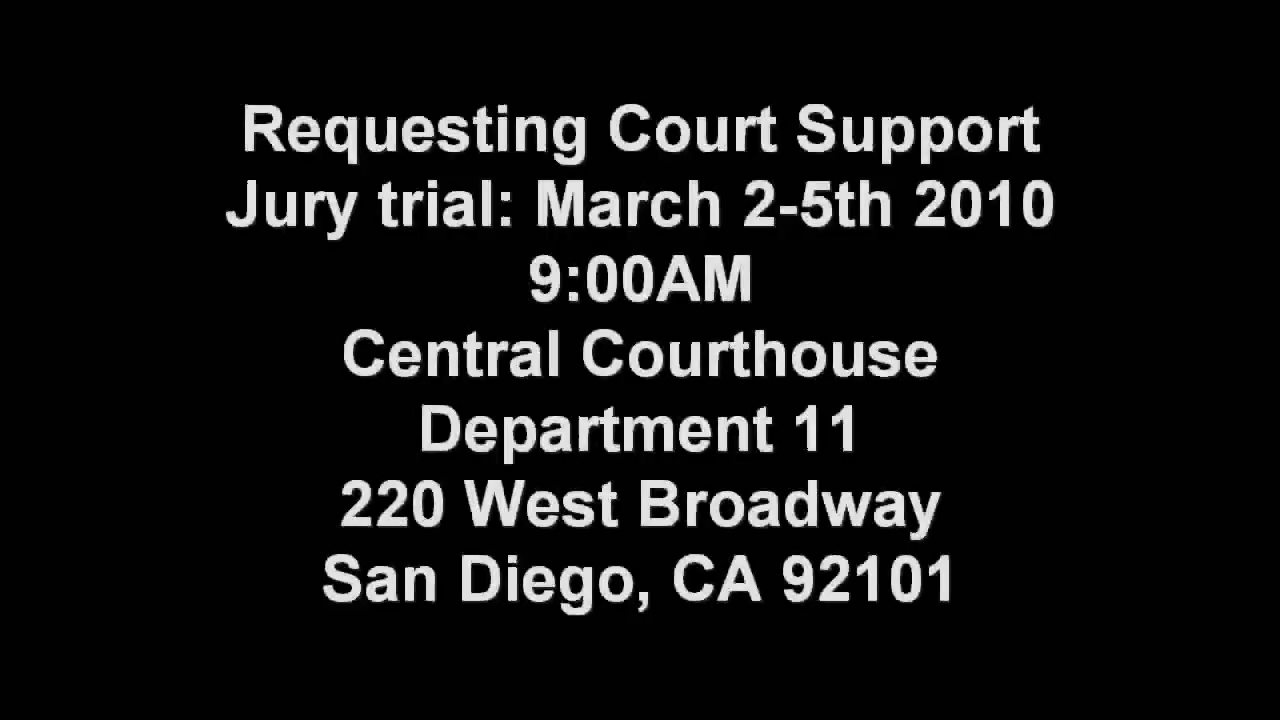 Requesting Court Support
Jury trial: March 2-5th 2010
9:00AM
Central Courthouse
Department 11
220 West Broadway
San Diego, CA 92101